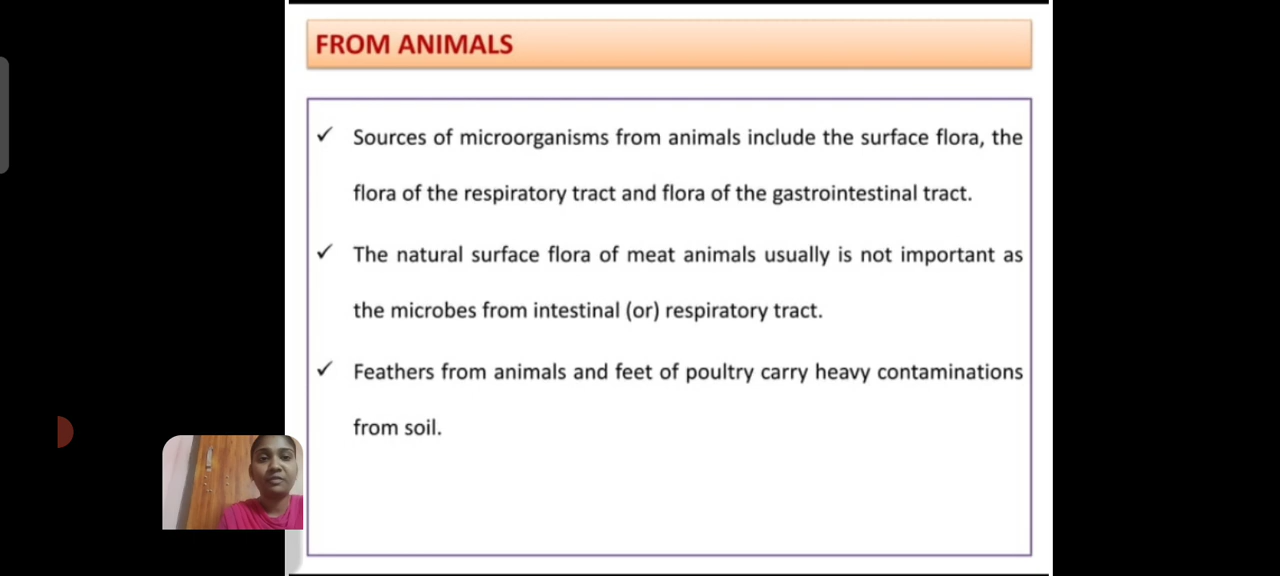 FROM ANIMALS
✓ Sources of microorganisms from animals include the surface flora, the
flora of the respiratory tract and flora of the gastrointestinal tract.
✓ The natural surface flora of meat animals usually is not important as
the microbes from intestinal (or) respiratory tract.
✓ Feathers from animals and feet of poultry carry heavy contaminations
from soil.